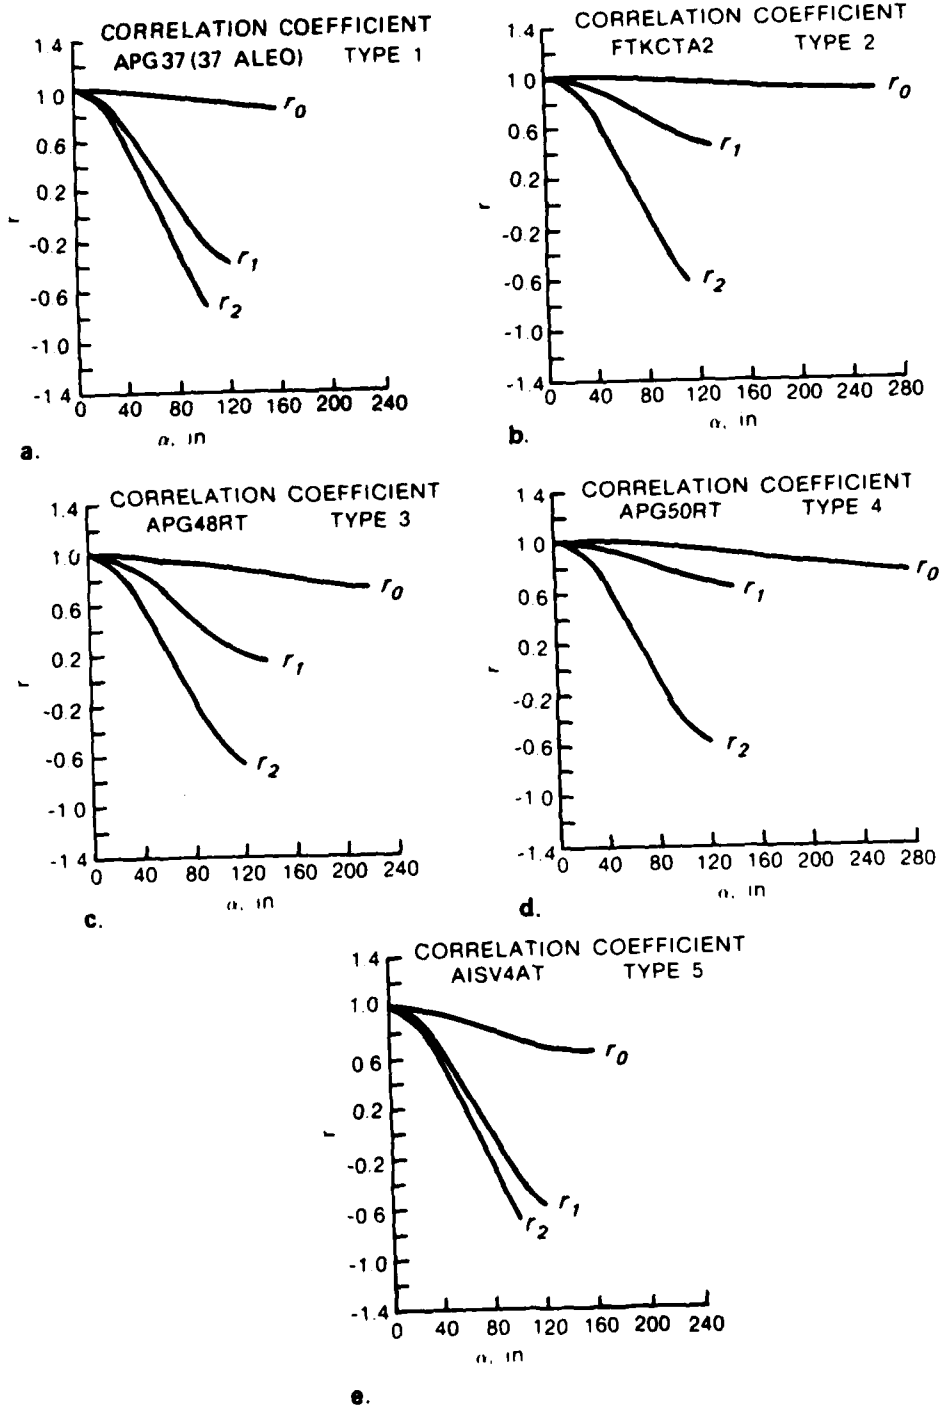 CORRELATION COEFFICIENT
APG37 (37 ALEO) TYPE 1
1.4
1 0
0 6
0.2
-0.2
-0 6
-1 0
-1 4
r
r0
r1
r2
0 40 80 120 160 200 240
α, in
a.
CORRELATION COEFFICIENT
FTKCTA2 TYPE 2
1.4
1.0
0.6
0.2
-0.2
-0.6
-1.0
-1.4
r
r0
r1
r2
0 40 80 120 160 200 240 280
α, in
b.
CORRELATION COEFFICIENT
APG48RT TYPE 3
1.4
1.0
0.6
0.2
-0.2
-0.6
-1 0
-1 4
r
r0
r1
r2
0 40 80 120 160 200 240
α, in
c.
CORRELATION COEFFICIENT
APG50RT TYPE 4
1.4
1.0
0.6
0.2
-0.2
-0.6
-1 0
-1.4
r
r0
r1
r2
0 40 80 120 160 200 240 280
α, in
d.
CORRELATION COEFFICIENT
AISV4AT TYPE 5
1 4
1.0
0 6
0.2
-0.2
-0 6
-1 0
-1.4
r
r0
r1
r2
0 40 80 120 160 200 240
α, in
e.